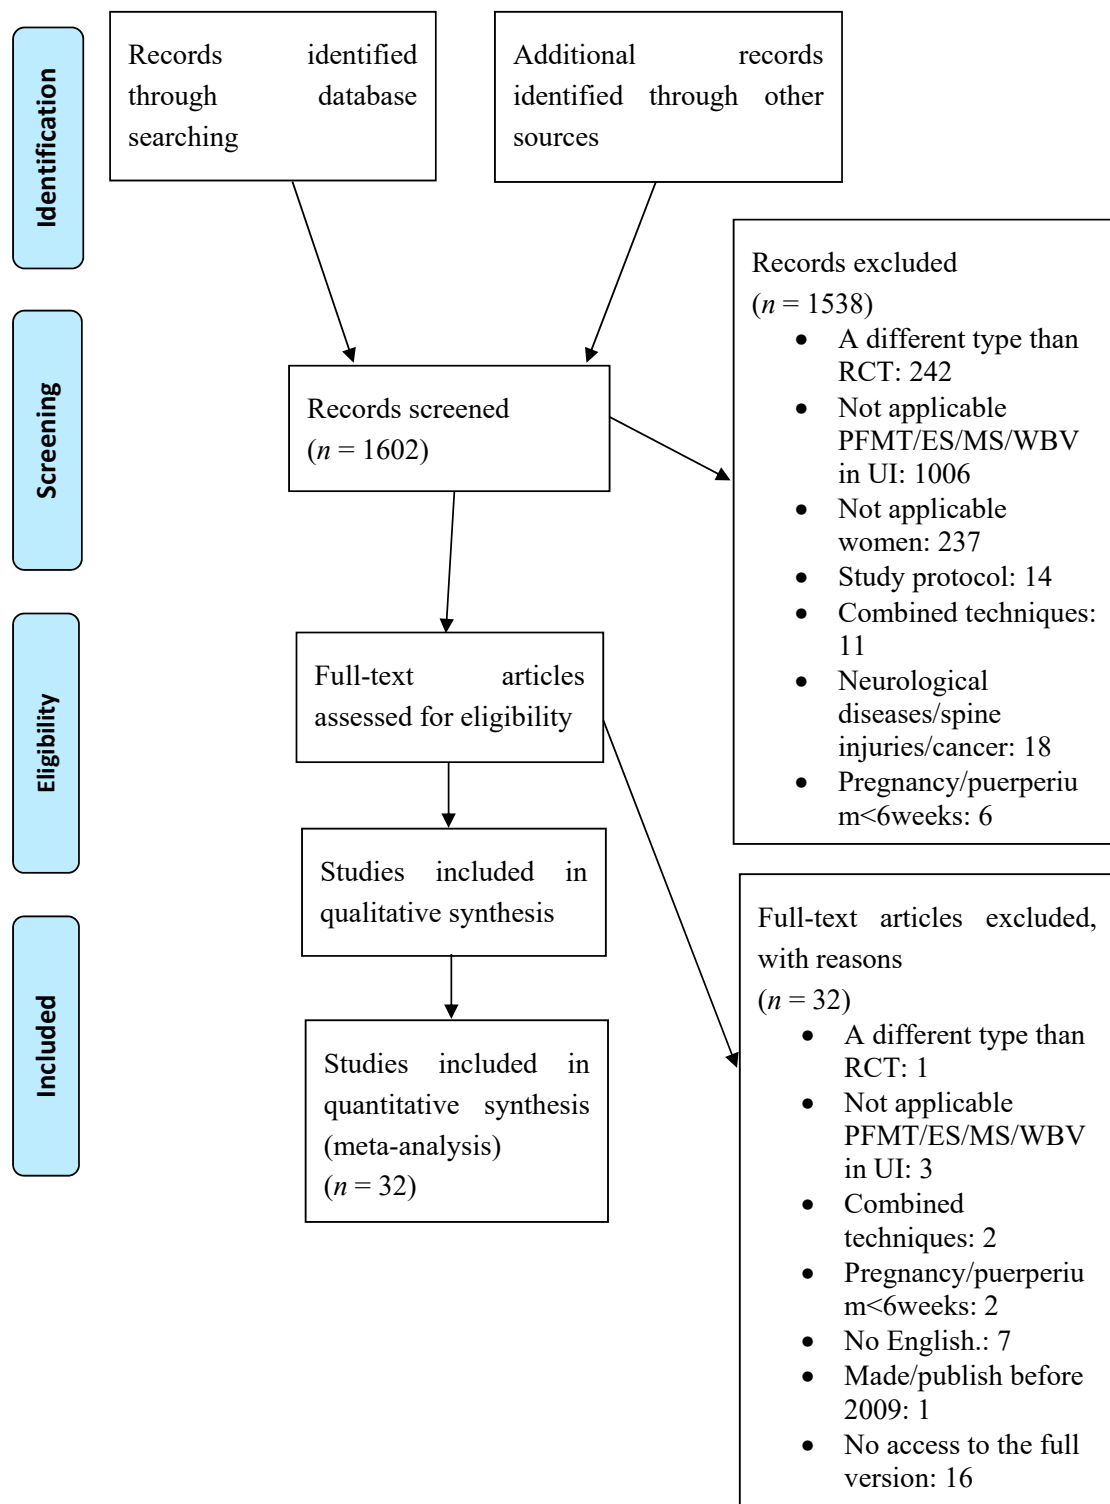 Identification
Records identified
through database
searching
Additional records
identified through other
sources
Screening
Records screened
(n = 1602)
Records excluded
(n = 1538)
• A different type than
RCT: 242
• Not applicable
PFMT/ES/MS/WBV
in UI: 1006
• Not applicable
women: 237
• Study protocol: 14
• Combined techniques:
11
• Neurological
diseases/spine
injuries/cancer: 18
• Pregnancy/puerperiu
m<6weeks: 6
Eligibility
Full-text articles
assessed for eligibility
Studies included in
qualitative synthesis
Full-text articles excluded,
with reasons
(n = 32)
• A different type than
RCT: 1
• Not applicable
PFMT/ES/MS/WBV
in UI: 3
• Combined
techniques: 2
• Pregnancy/puerperiu
m<6weeks: 2
• No English.: 7
• Made/publish before
2009: 1
• No access to the full
version: 16
Included
Studies included in
quantitative synthesis
(meta-analysis)
(n = 32)